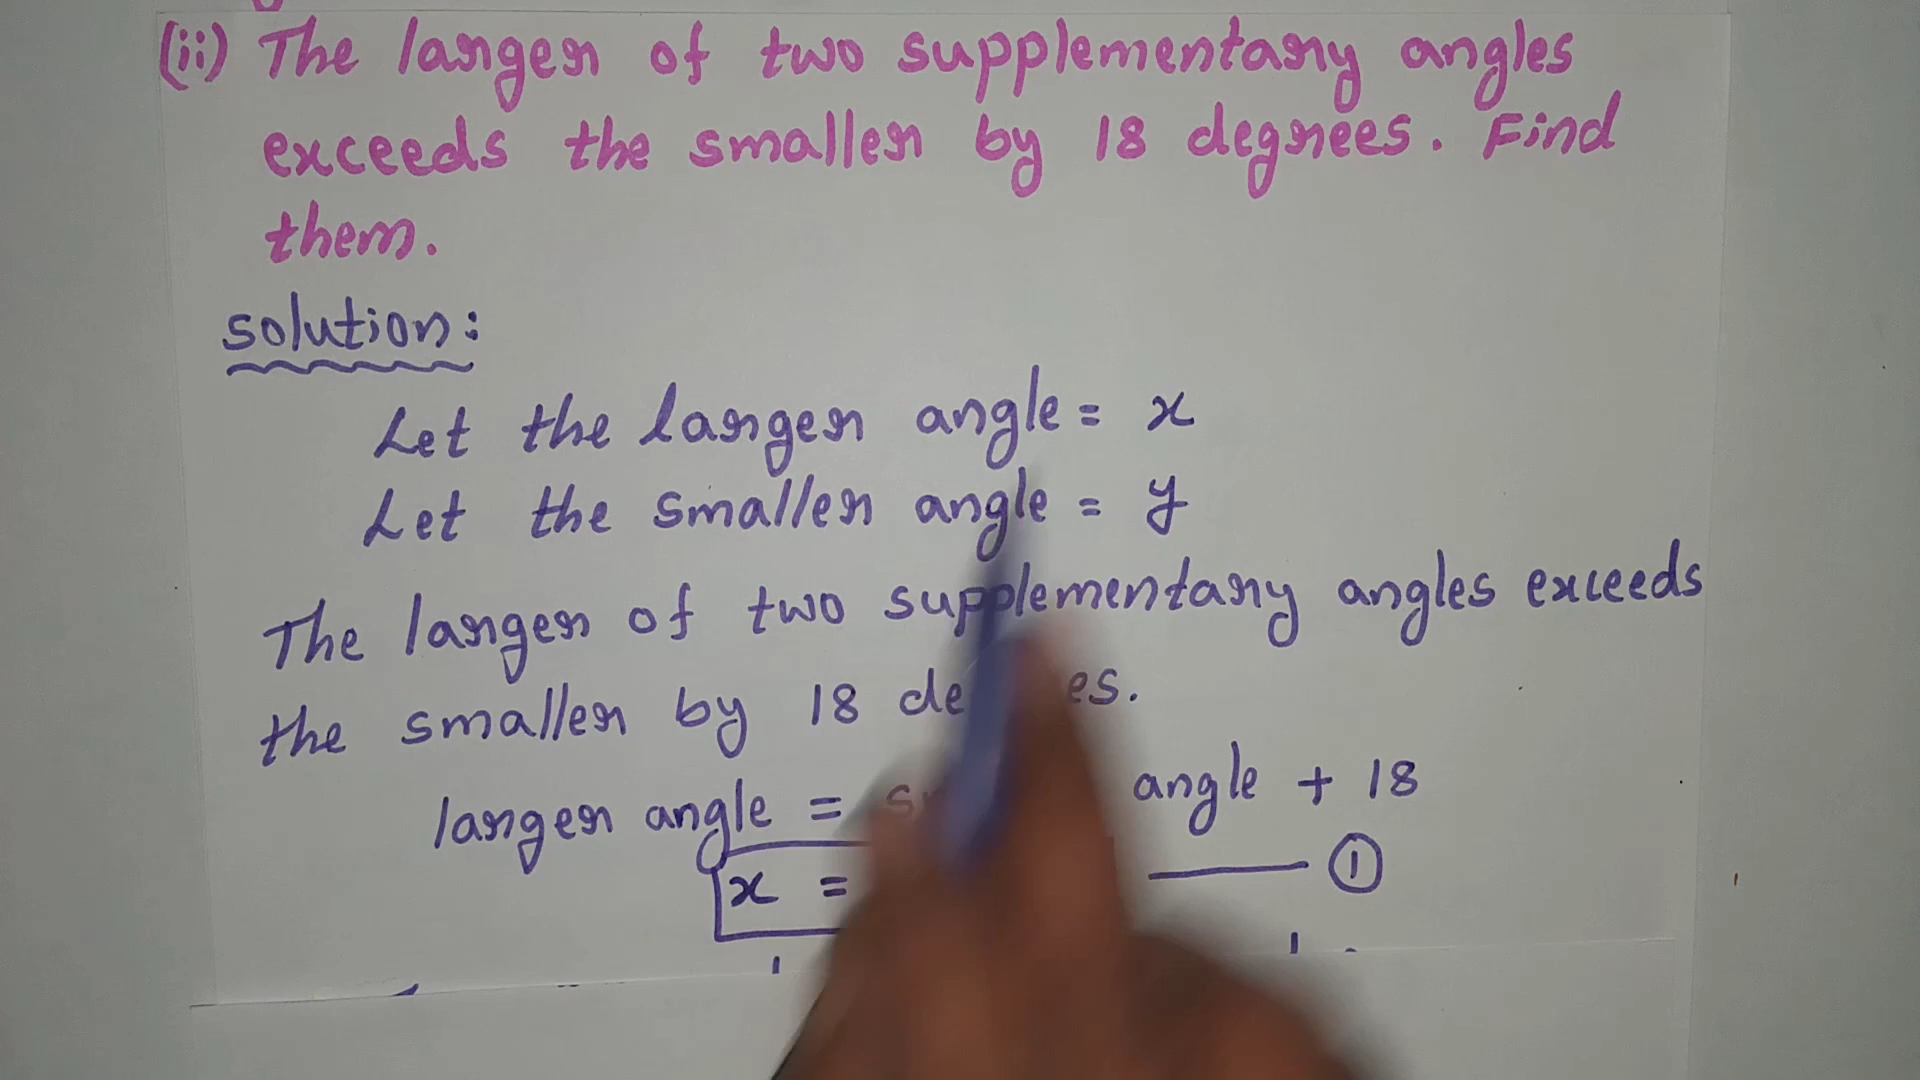 (ii) The larger of two supplementary angles
exceeds the smaller by 18 degrees. Find
them.
solution:
Let the larger angle = x
Let the smaller angle = y
The larger of two supplementary angles exceeds
the smaller by 18
larger angle = angle + 18
x = ①